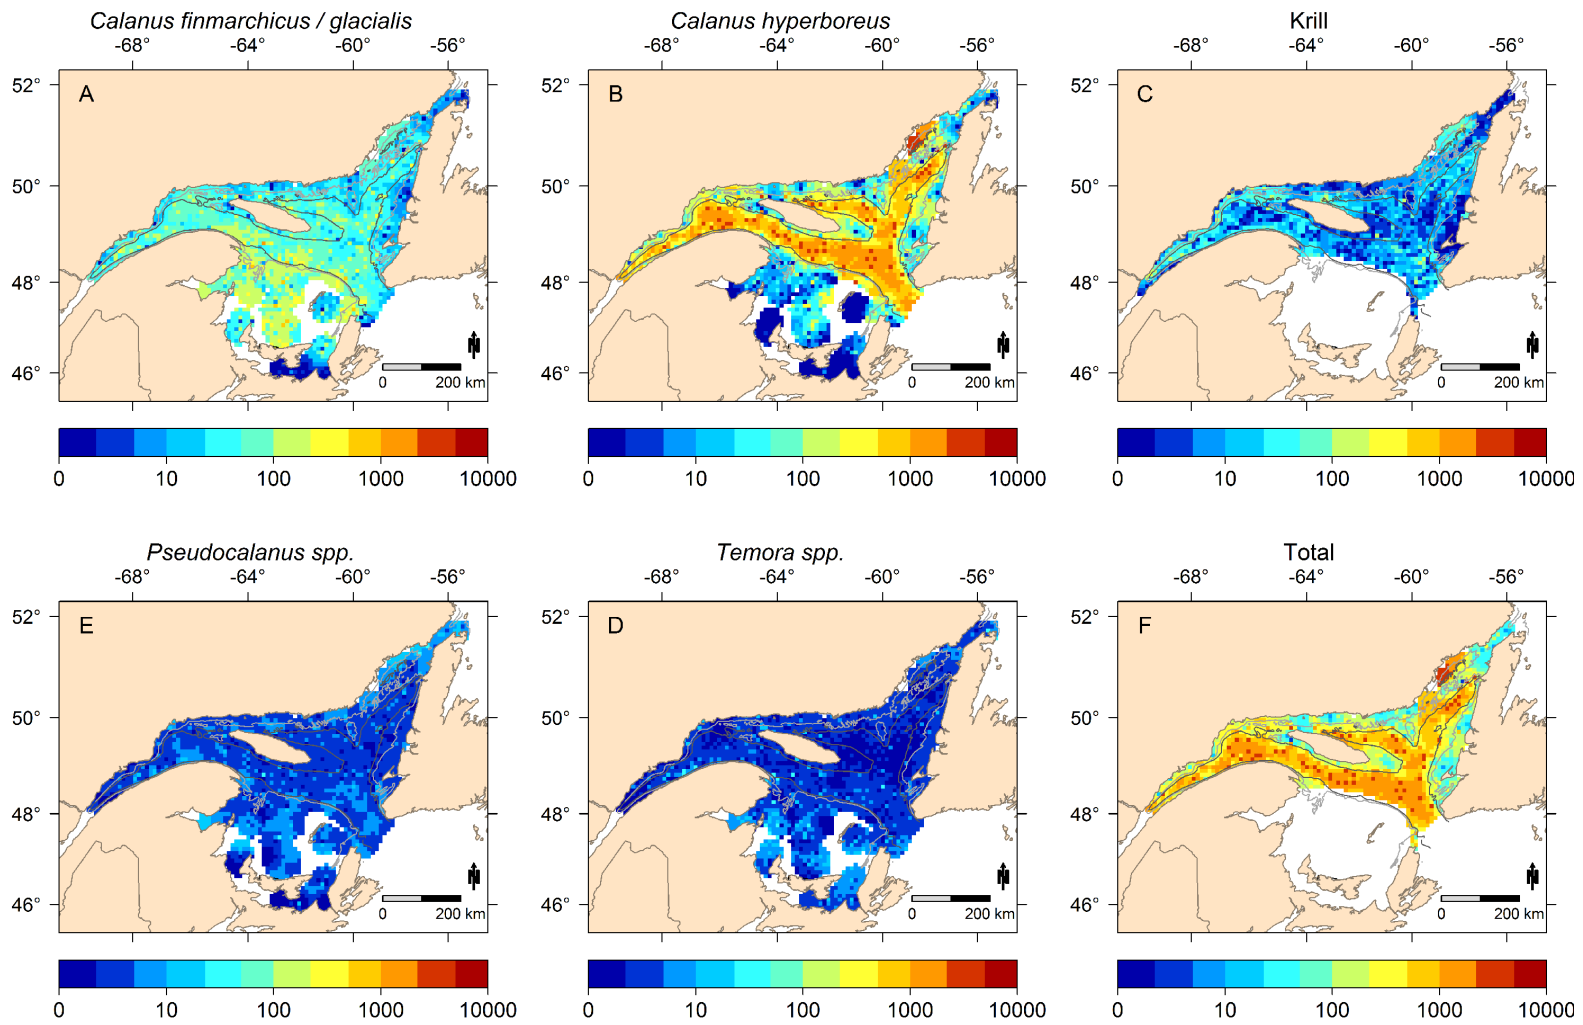 Calanus finmarchicus / glacialis
Calanus hyperboreus
Krill
-68° -64° -60° -56°
-68° -64° -60° -56°
-68° -64° -60° -56°
52°
50°
48°
46°
A
N
0 200 km
52°
50°
48°
46°
B
N
0 200 km
52°
50°
48°
46°
C
N
0 200 km
0 10 100 1000 10000
0 10 100 1000 10000
0 10 100 1000 10000
Pseudocalanus spp.
Temora spp.
Total
-68° -64° -60° -56°
-68° -64° -60° -56°
-68° -64° -60° -56°
52°
50°
48°
46°
E
N
0 200 km
52°
50°
48°
46°
D
N
0 200 km
52°
50°
48°
46°
F
N
0 200 km
0 10 100 1000 10000
0 10 100 1000 10000
0 10 100 1000 10000